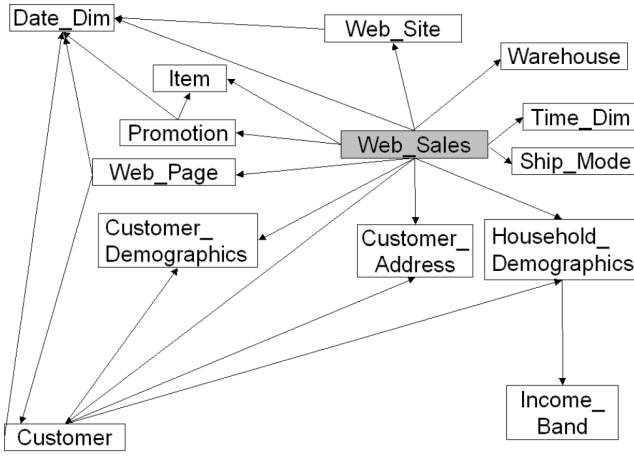 Date_Dim
Web_Site
Warehouse
Item
Time_Dim
Promotion
Web_Sales
Ship_Mode
Web_Page
Customer_
Demographics
Customer_
Address
Household_
Demographics
Income_
Band
Customer